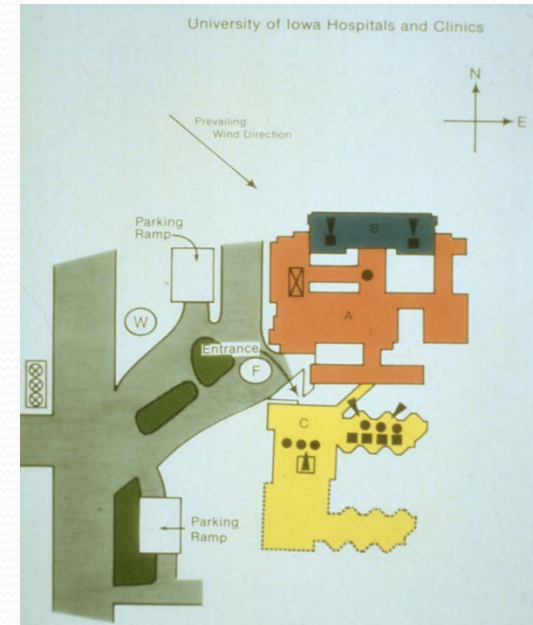 University of Iowa Hospitals and Clinics
N
E
Prevailing
Wind Direction
Parking
Ramp
B
A
W
Entrance
F
C
Parking
Ramp